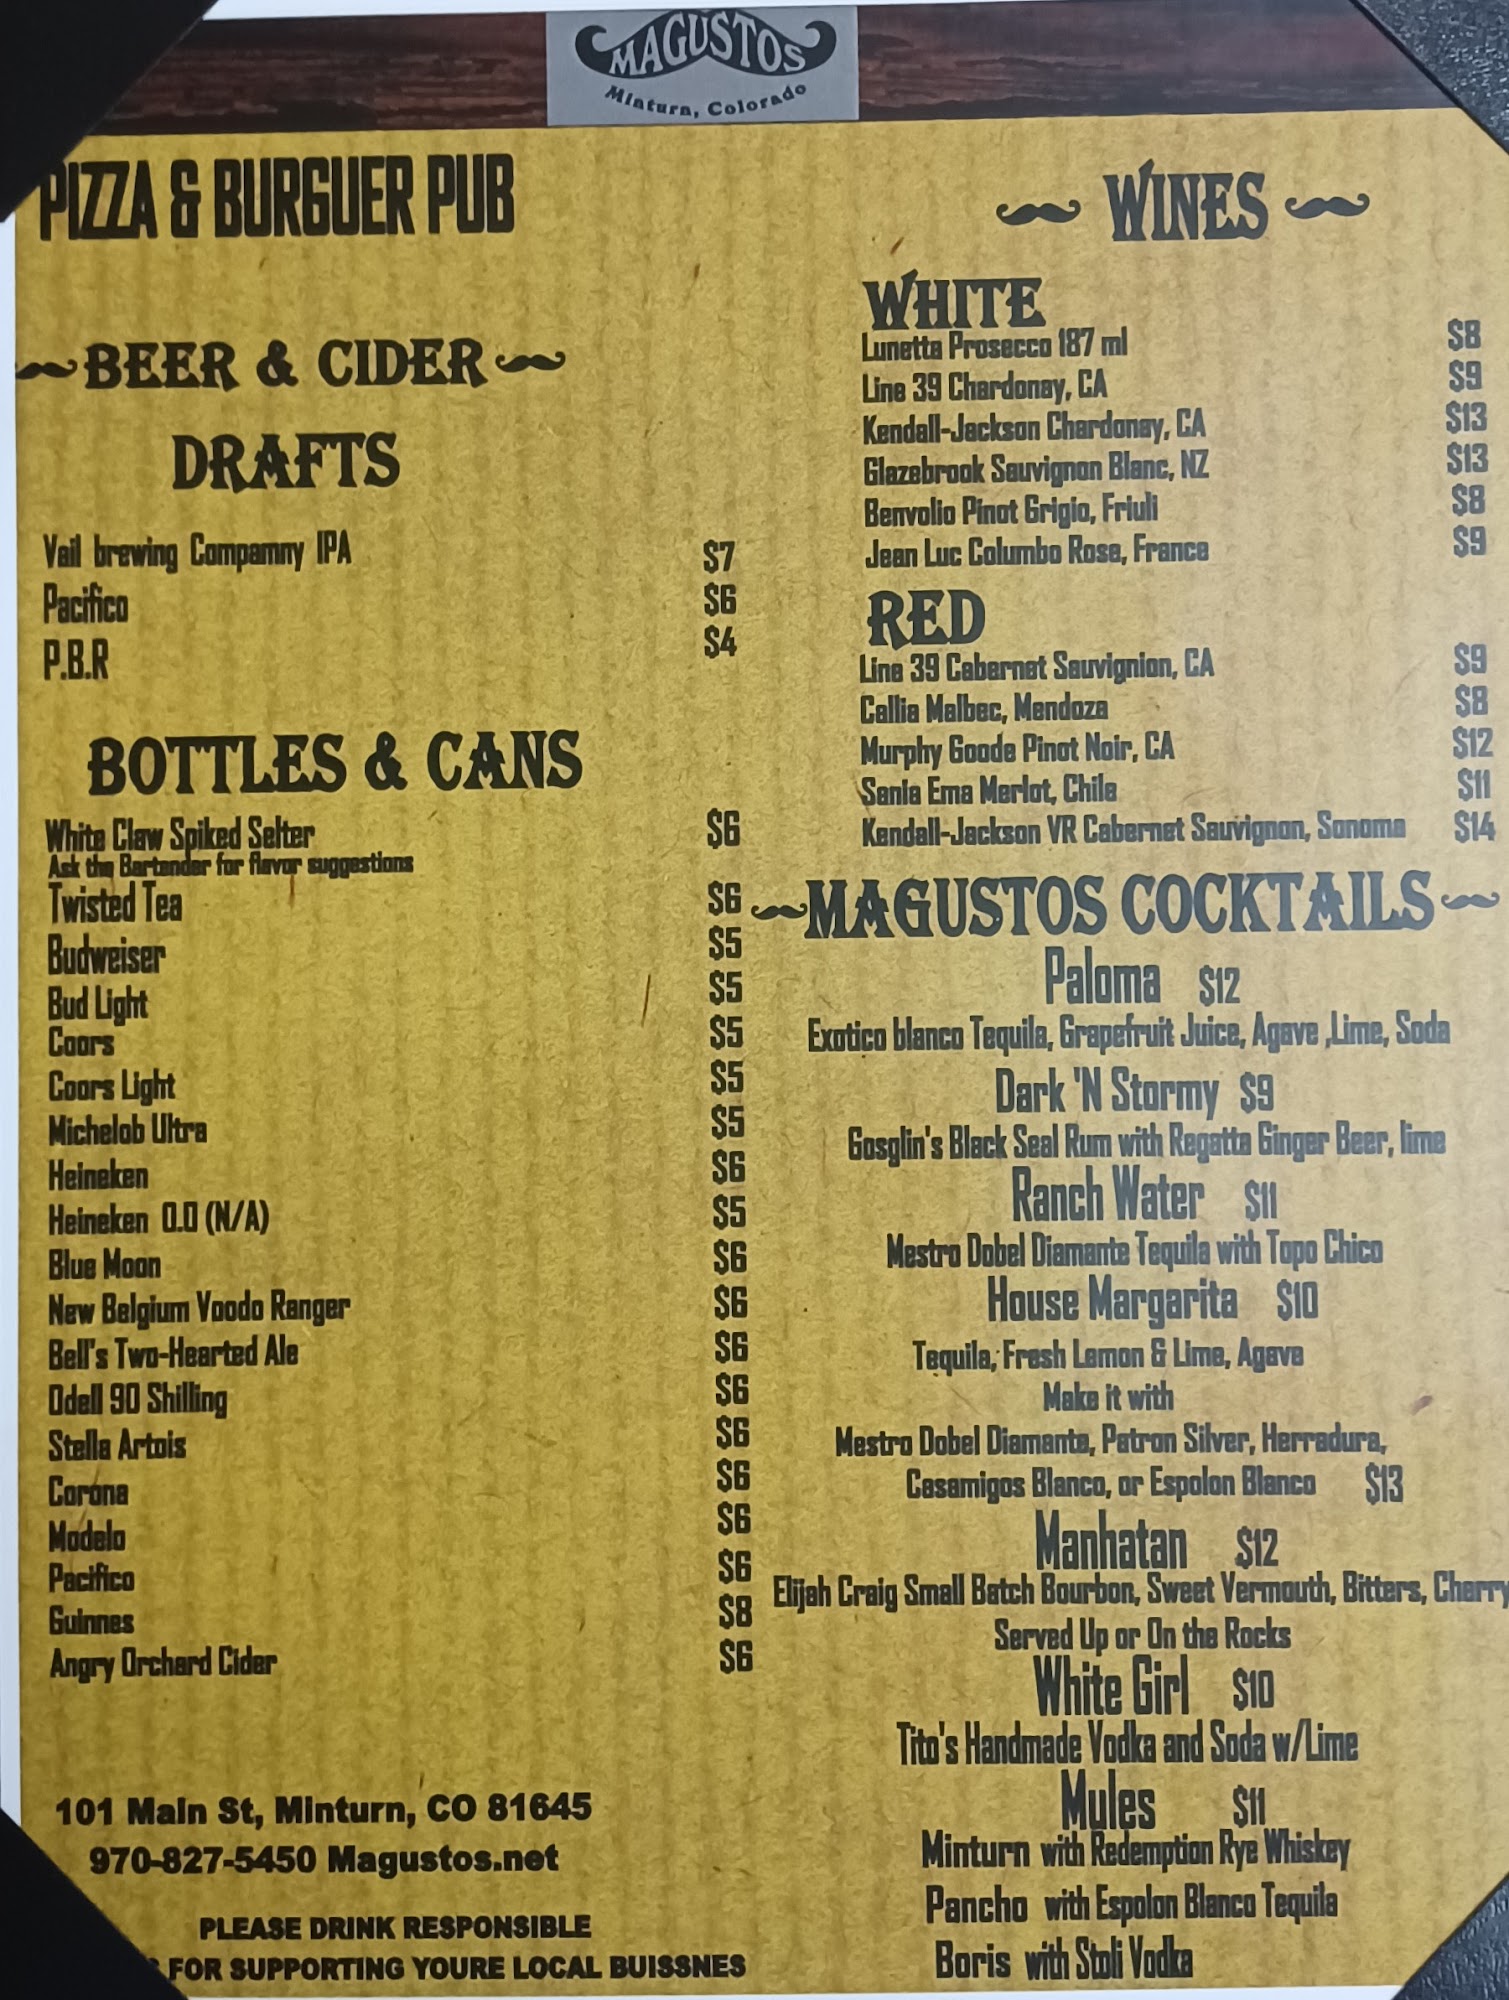 MAGUSTOS
Minturn, Colorado
PIZZA & BURGUER PUB
BEER & CIDER
DRAFTS
Vail brewing Compamny IPA $7
Pacifico $6
P.B.R $4
BOTTLES & CANS
White Claw Spiked Selter $6
Ask the Bartender for flavor suggestions
Twisted Tea $6
Budweiser $5
Bud Light $5
Coors $5
Coors Light $5
Michelob Ultra $5
Heineken $6
Heineken 0.0 (N/A) $5
Blue Moon $6
New Belgium Voodo Ranger $6
Bell's Two-Hearted Ale $6
Odell 90 Shilling $6
Stella Artois $6
Corona $6
Modelo $6
Pacifico $6
Guinnes $8
Angry Orchard Cider $6
101 Main St, Minturn, CO 81645
970-827-5450 Magustos.net
PLEASE DRINK RESPONSIBLE
FOR SUPPORTING YOURE LOCAL BUISSNES
WINES
WHITE
Lunetta Prosecco 187 ml $8
Line 39 Chardonay, CA $9
Kendall-Jackson Chardonay, CA $13
Glazebrook Sauvignon Blanc, NZ $13
Benvolio Pinot Grigio, Friuli $8
Jean Luc Columbo Rose, France $9
RED
Line 39 Cabernet Sauvignion, CA $9
Callia Malbec, Mendoza $8
Murphy Goode Pinot Noir, CA $12
Sania Ema Merlot, Chile $11
Kendall-Jackson VR Cabernet Sauvignon, Sonoma $14
MAGUSTOS COCKTAILS
Paloma $12
Exotico blanco Tequila, Grapefruit Juice, Agave ,Lime, Soda
Dark 'N Stormy $9
Gosglin's Black Seal Rum with Regatta Ginger Beer, lime
Ranch Water $11
Mestro Dobel Diamante Tequila with Topo Chico
House Margarita $10
Tequila, Fresh Lemon & Lime, Agave
Make it with
Mestro Dobel Diamante, Patron Silver, Herradura,
Casamigos Blanco, or Espolon Blanco $13
Manhatan $12
Elijah Craig Small Batch Bourbon, Sweet Vermouth, Bitters, Cherry
Served Up or On the Rocks
White Girl $10
Tito's Handmade Vodka and Soda w/Lime
Mules $11
Minturn with Redemption Rye Whiskey
Pancho with Espolon Blanco Tequila
Boris with Stoli Vodka